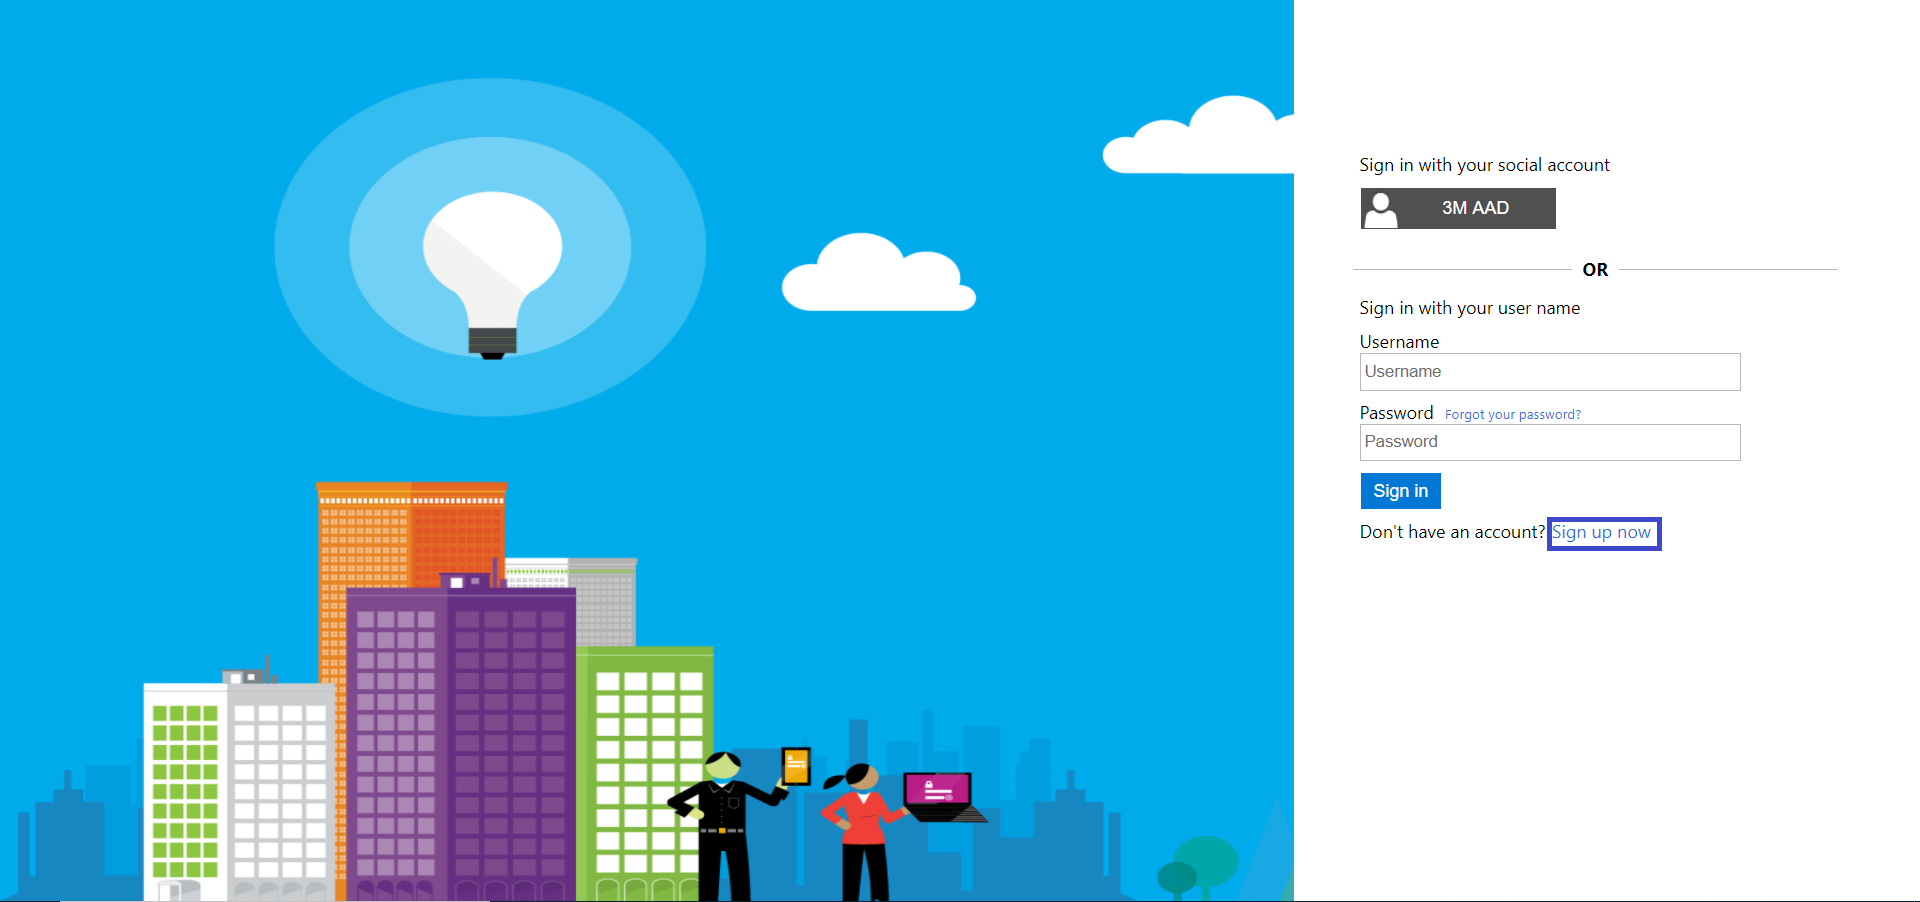 Sign in with your social account
3M AAD
OR
Sign in with your user name
Username
Username
Password Forgot your password?
Password
Sign in
Don't have an account? Sign up now